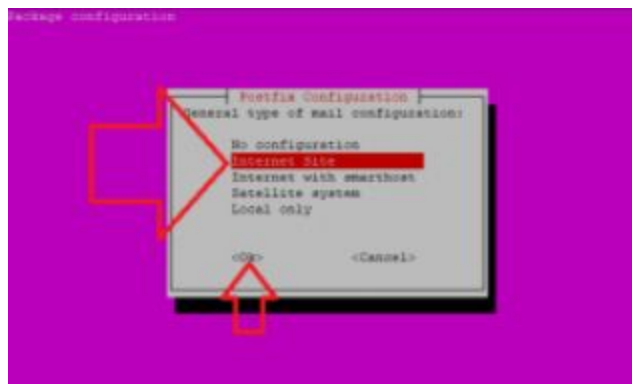 Package configuration
Postfix Configuration
General type of mail configuration:
No configuration
Internet Site
Internet with smarthost
Satellite system
Local only
<Ok> <Cancel>